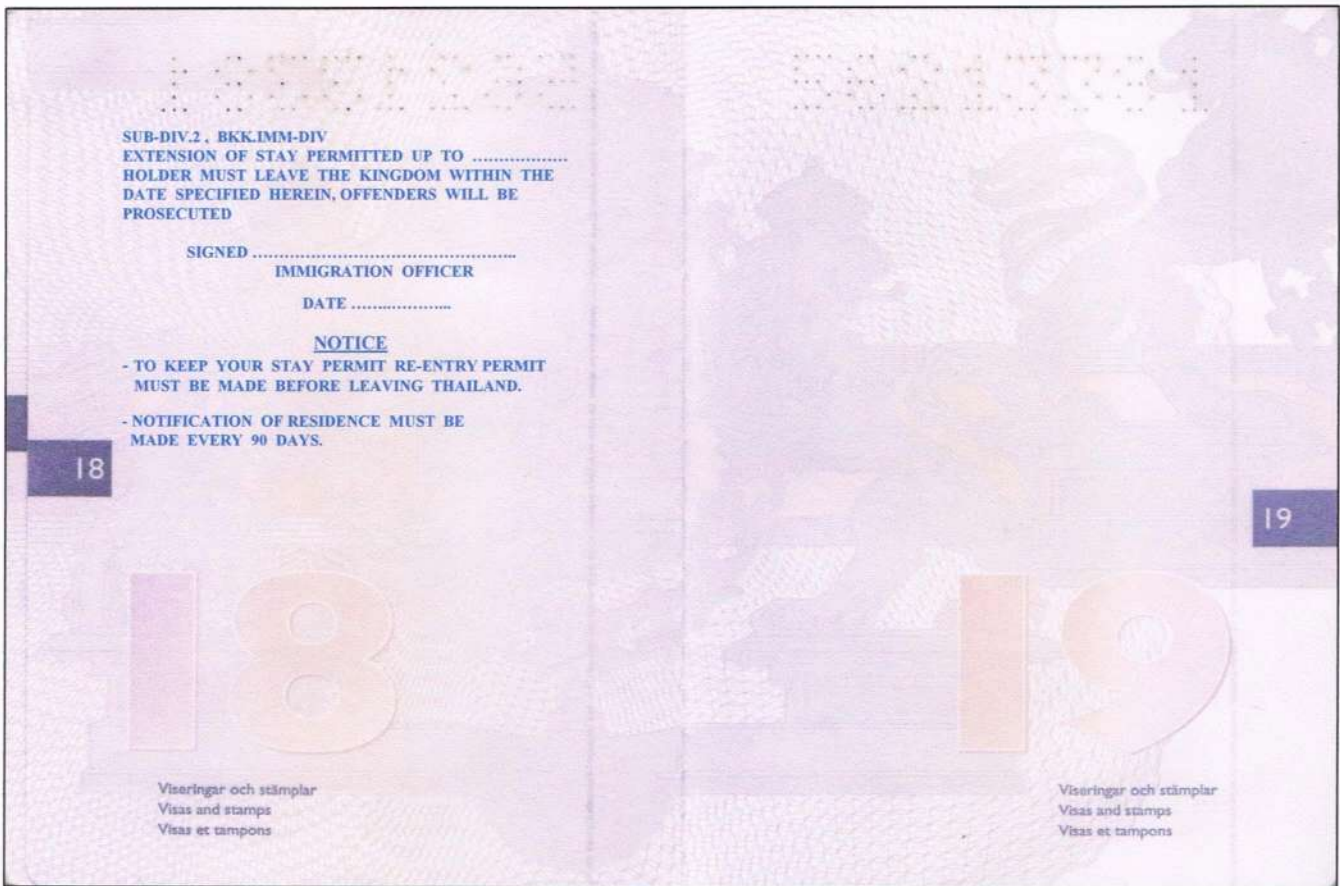 SUB-DIV.2 , BKK.IMM-DIV
EXTENSION OF STAY PERMITTED UP TO ..................
HOLDER MUST LEAVE THE KINGDOM WITHIN THE
DATE SPECIFIED HEREIN, OFFENDERS WILL BE
PROSECUTED
SIGNED ..................................................
IMMIGRATION OFFICER
DATE ...................
NOTICE
- TO KEEP YOUR STAY PERMIT RE-ENTRY PERMIT
MUST BE MADE BEFORE LEAVING THAILAND.
- NOTIFICATION OF RESIDENCE MUST BE
MADE EVERY 90 DAYS.
18
19
18
19
Viseringar och stämplar
Visas and stamps
Visas et tampons
Viseringar och stämplar
Visas and stamps
Visas et tampons